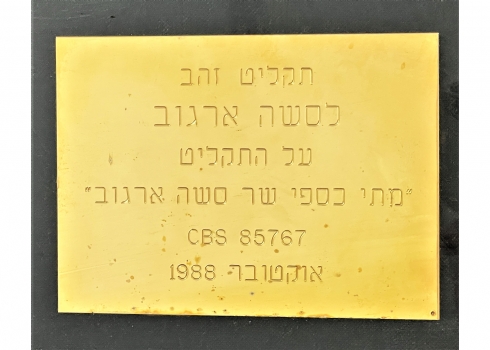 תקליט זהב
לסשה ארגוב
על התקליט
"מתי כספי שר סשה ארגוב"
CBS 85767
אוקטובר 1988